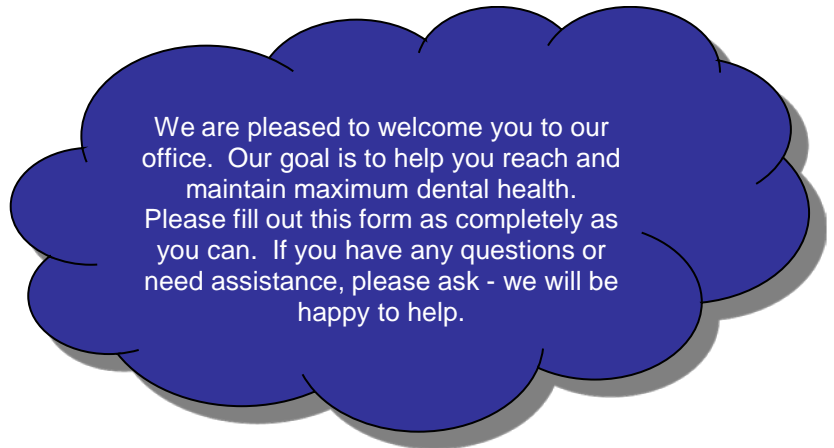 We are pleased to welcome you to our
office.  Our goal is to help you reach and
maintain maximum dental health.
Please fill out this form as completely as
you can.  If you have any questions or
need assistance, please ask - we will be
happy to help.